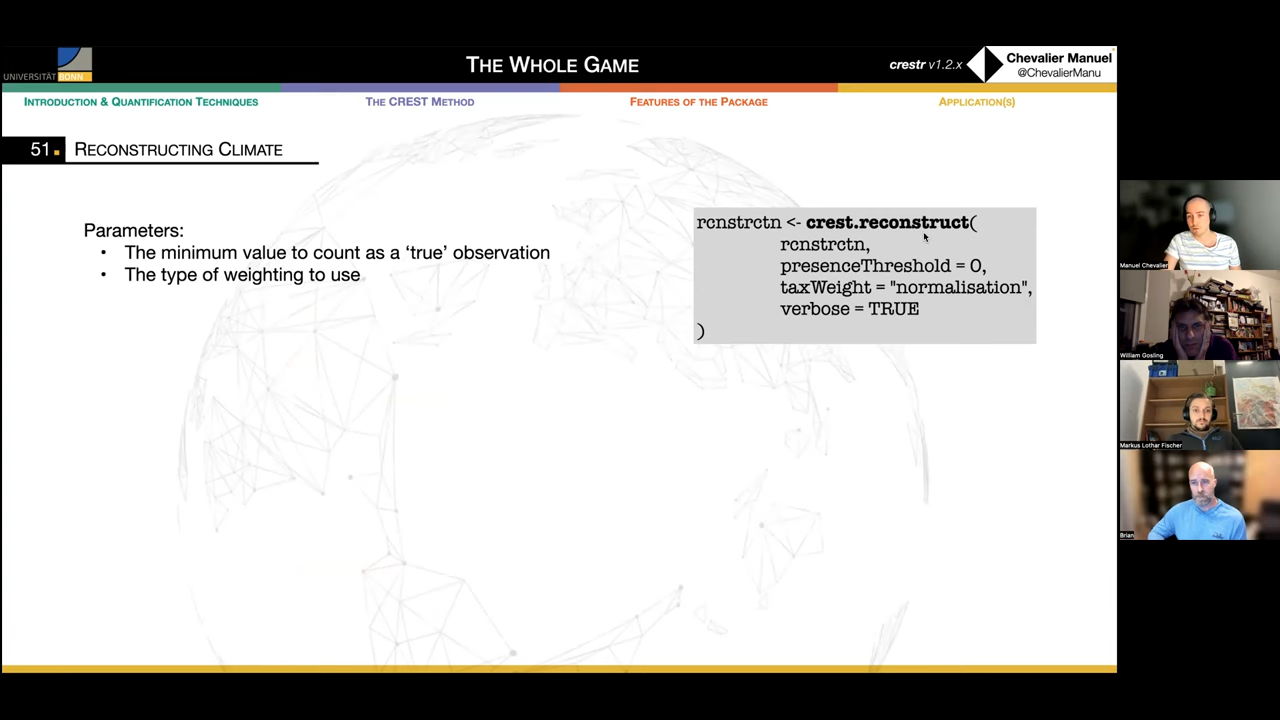 UNIVERSITÄT BONN
THE WHOLE GAME
crestr v1.2.x
Chevalier Manuel
@ChevalierManu
INTRODUCTION & QUANTIFICATION TECHNIQUES
THE CREST METHOD
FEATURES OF THE PACKAGE
APPLICATION(S)
51. RECONSTRUCTING CLIMATE
Parameters:
• The minimum value to count as a ‘true’ observation
• The type of weighting to use
rcnstrctn <- crest.reconstruct(
rcnstrctn,
presenceThreshold = 0,
taxWeight = "normalisation",
verbose = TRUE
)
Manuel Chevalier
William Gosling
Markus Lothar Fischer
Brian